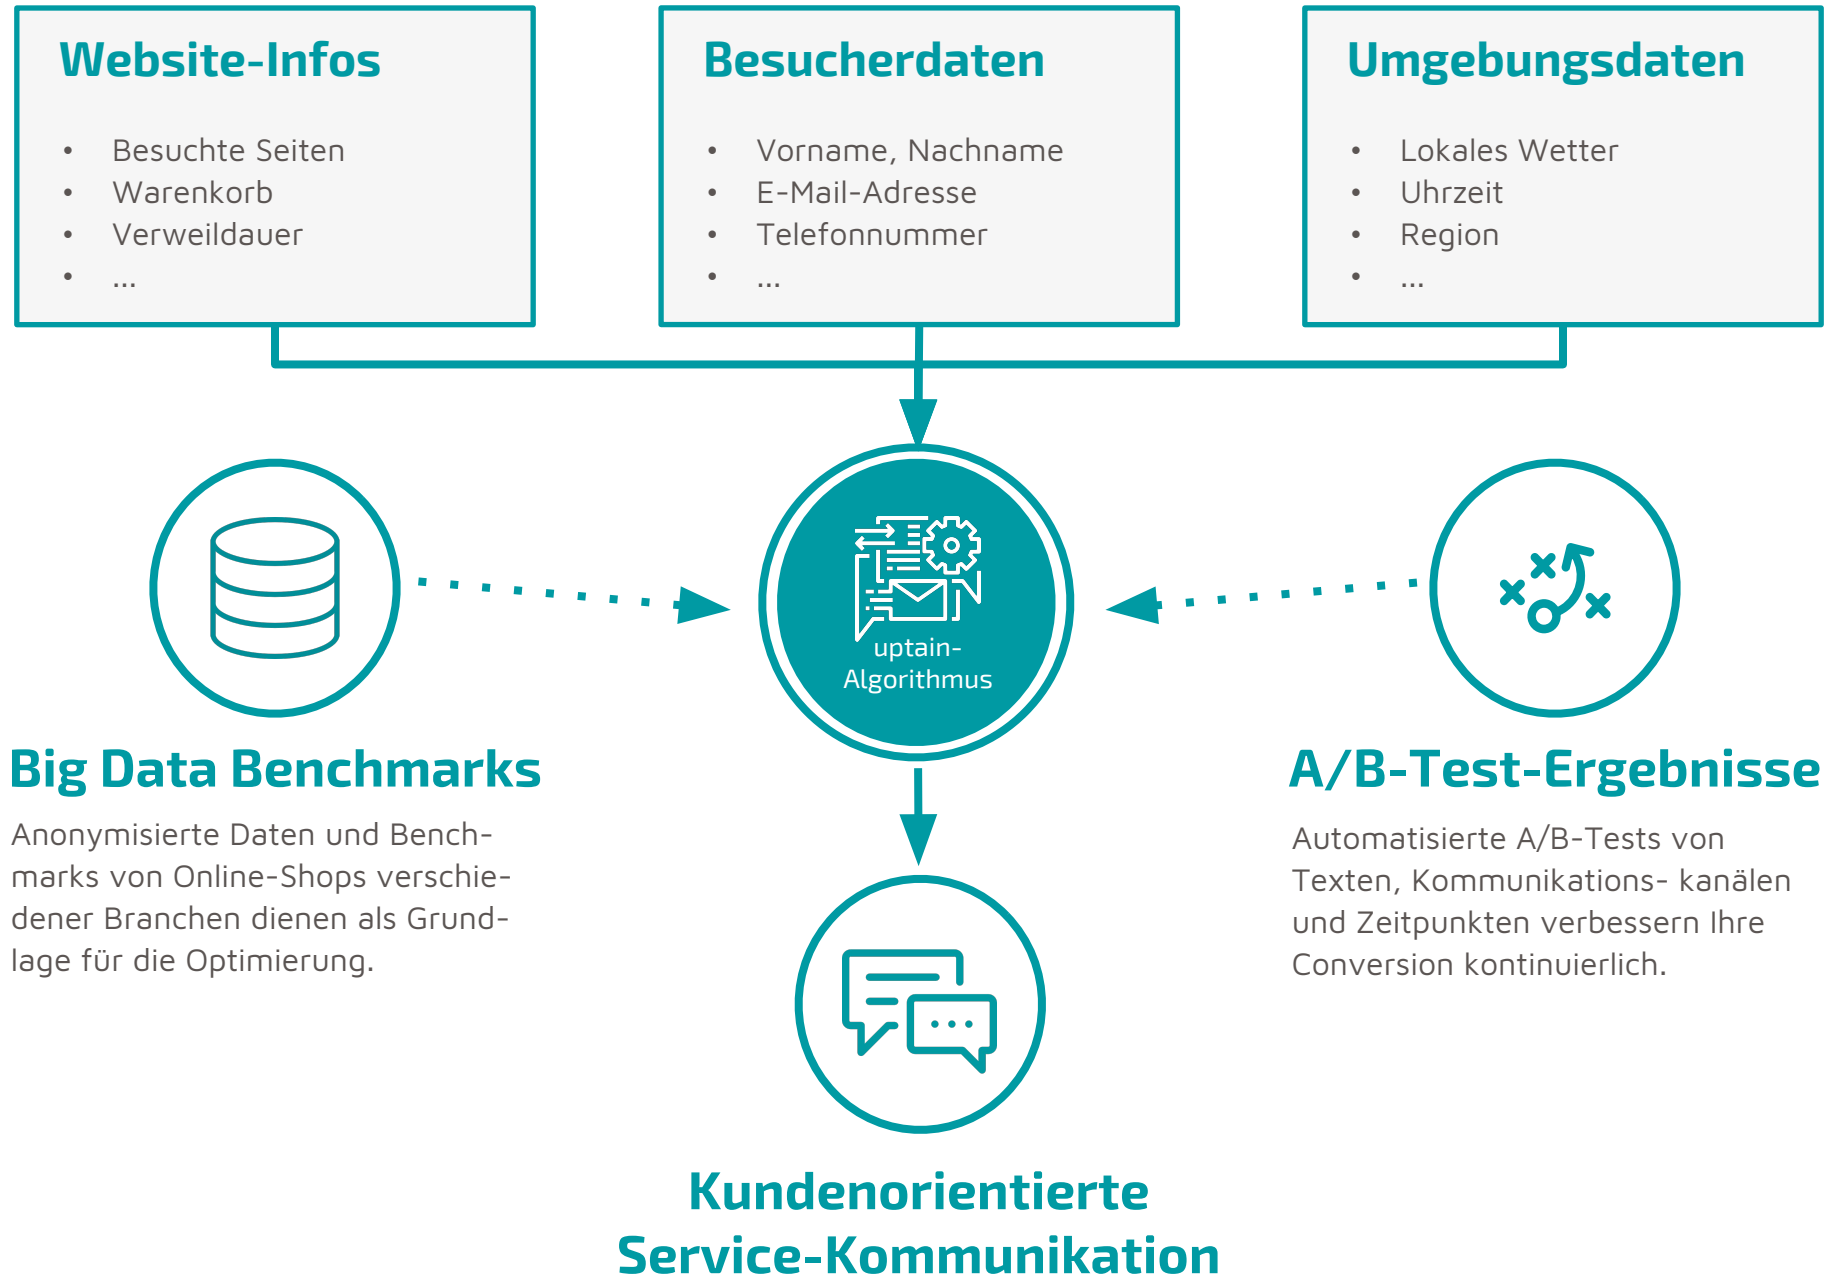 Website-Infos
• Besuchte Seiten
• Warenkorb
• Verweildauer
• ...
Besucherdaten
• Vorname, Nachname
• E-Mail-Adresse
• Telefonnummer
• ...
Umgebungsdaten
• Lokales Wetter
• Uhrzeit
• Region
• ...
uptain-
Algorithmus
Big Data Benchmarks
Anonymisierte Daten und Bench-
marks von Online-Shops verschie-
dener Branchen dienen als Grund-
lage für die Optimierung.
A/B-Test-Ergebnisse
Automatisierte A/B-Tests von
Texten, Kommunikations- kanälen
und Zeitpunkten verbessern Ihre
Conversion kontinuierlich.
Kundenorientierte
Service-Kommunikation